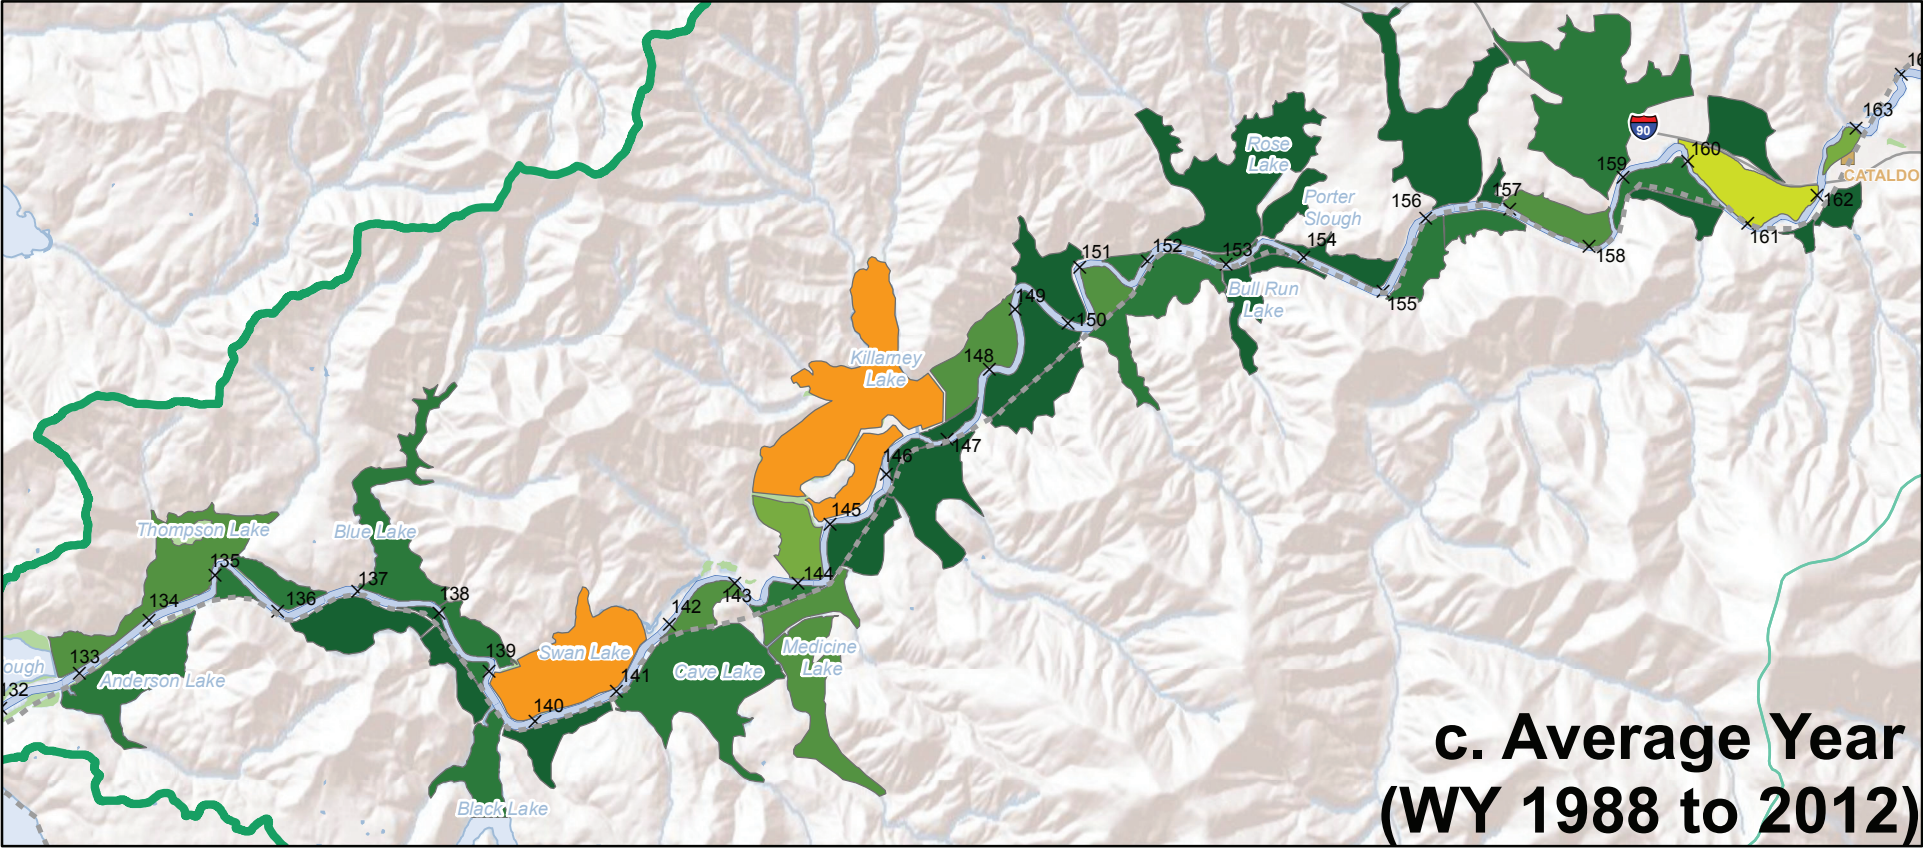 16
163
90
160
CATALDO
159
162
161
Rose
Lake
Porter
Slough
156
157
158
151
152
153
154
155
Bull Run
Lake
149
150
148
Killarney
Lake
147
146
145
144
Thompson Lake
Blue Lake
135
137
136
134
138
143
142
133
139
Swan Lake
Cave Lake
Medicine
Lake
ough
Anderson Lake
132
141
140
Black Lake
c. Average Year
(WY 1988 to 2012)